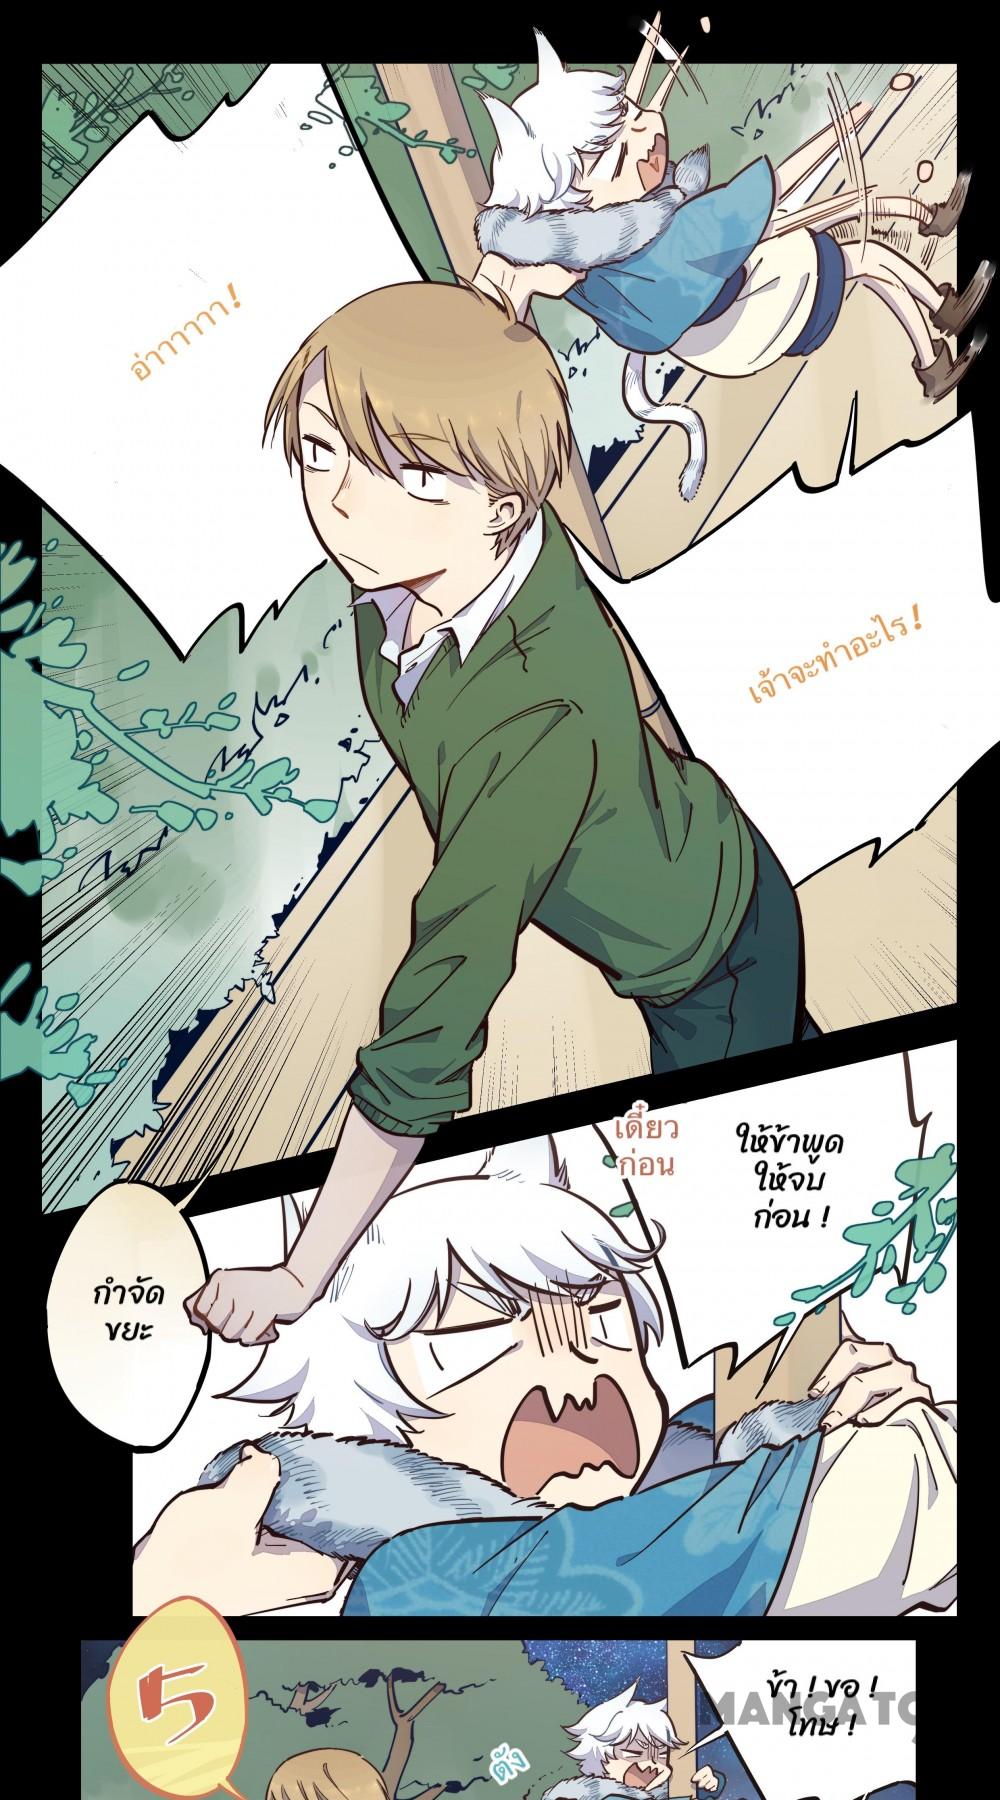 อ่าาาาาา !
เจ้าจะทำอะไร !
เดี๋ยว
ก่อน
ให้ข้าพูด
ให้จบ
ก่อน !
กำจัด
ขยะ
ข้า ! ขอ !
โทษ !
MANGATO
ตัง